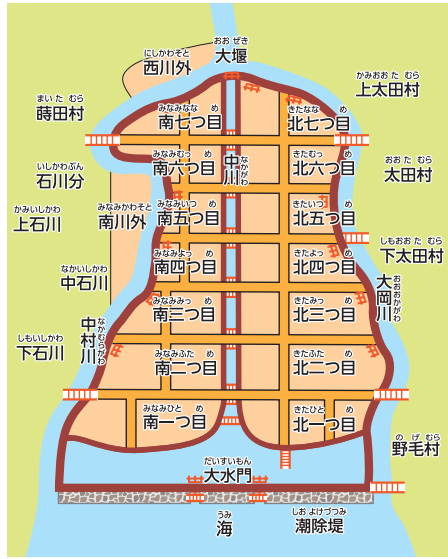 にしかわそと
西川外
おおぜき
大堰
かみおおたむら
上太田村
まいたむら
蒔田村
みなみななめ
南七つ目
きたななめ
北七つ目
いしかわぶん
石川分
みなみむっめ
南六つ目
なかがわ
中川
きたむっめ
北六つ目
おおたむら
太田村
かみいしかわ
上石川
みなみかわそと
南川外
みなみいつめ
南五つ目
きたいつめ
北五つ目
しもおおたむら
下太田村
なかいしかわ
中石川
みなみよっめ
南四つ目
きたよっめ
北四つ目
おおおかがわ
大岡川
しもいしかわ
下石川
なかむらがわ
中村川
みなみみっめ
南三つ目
きたみっめ
北三つ目
みなみふため
南二つ目
きたふため
北二つ目
みなみひとめ
南一つ目
きたひとめ
北一つ目
のげむら
野毛村
だいすいもん
大水門
うみ
海
しおよけづつみ
潮除堤